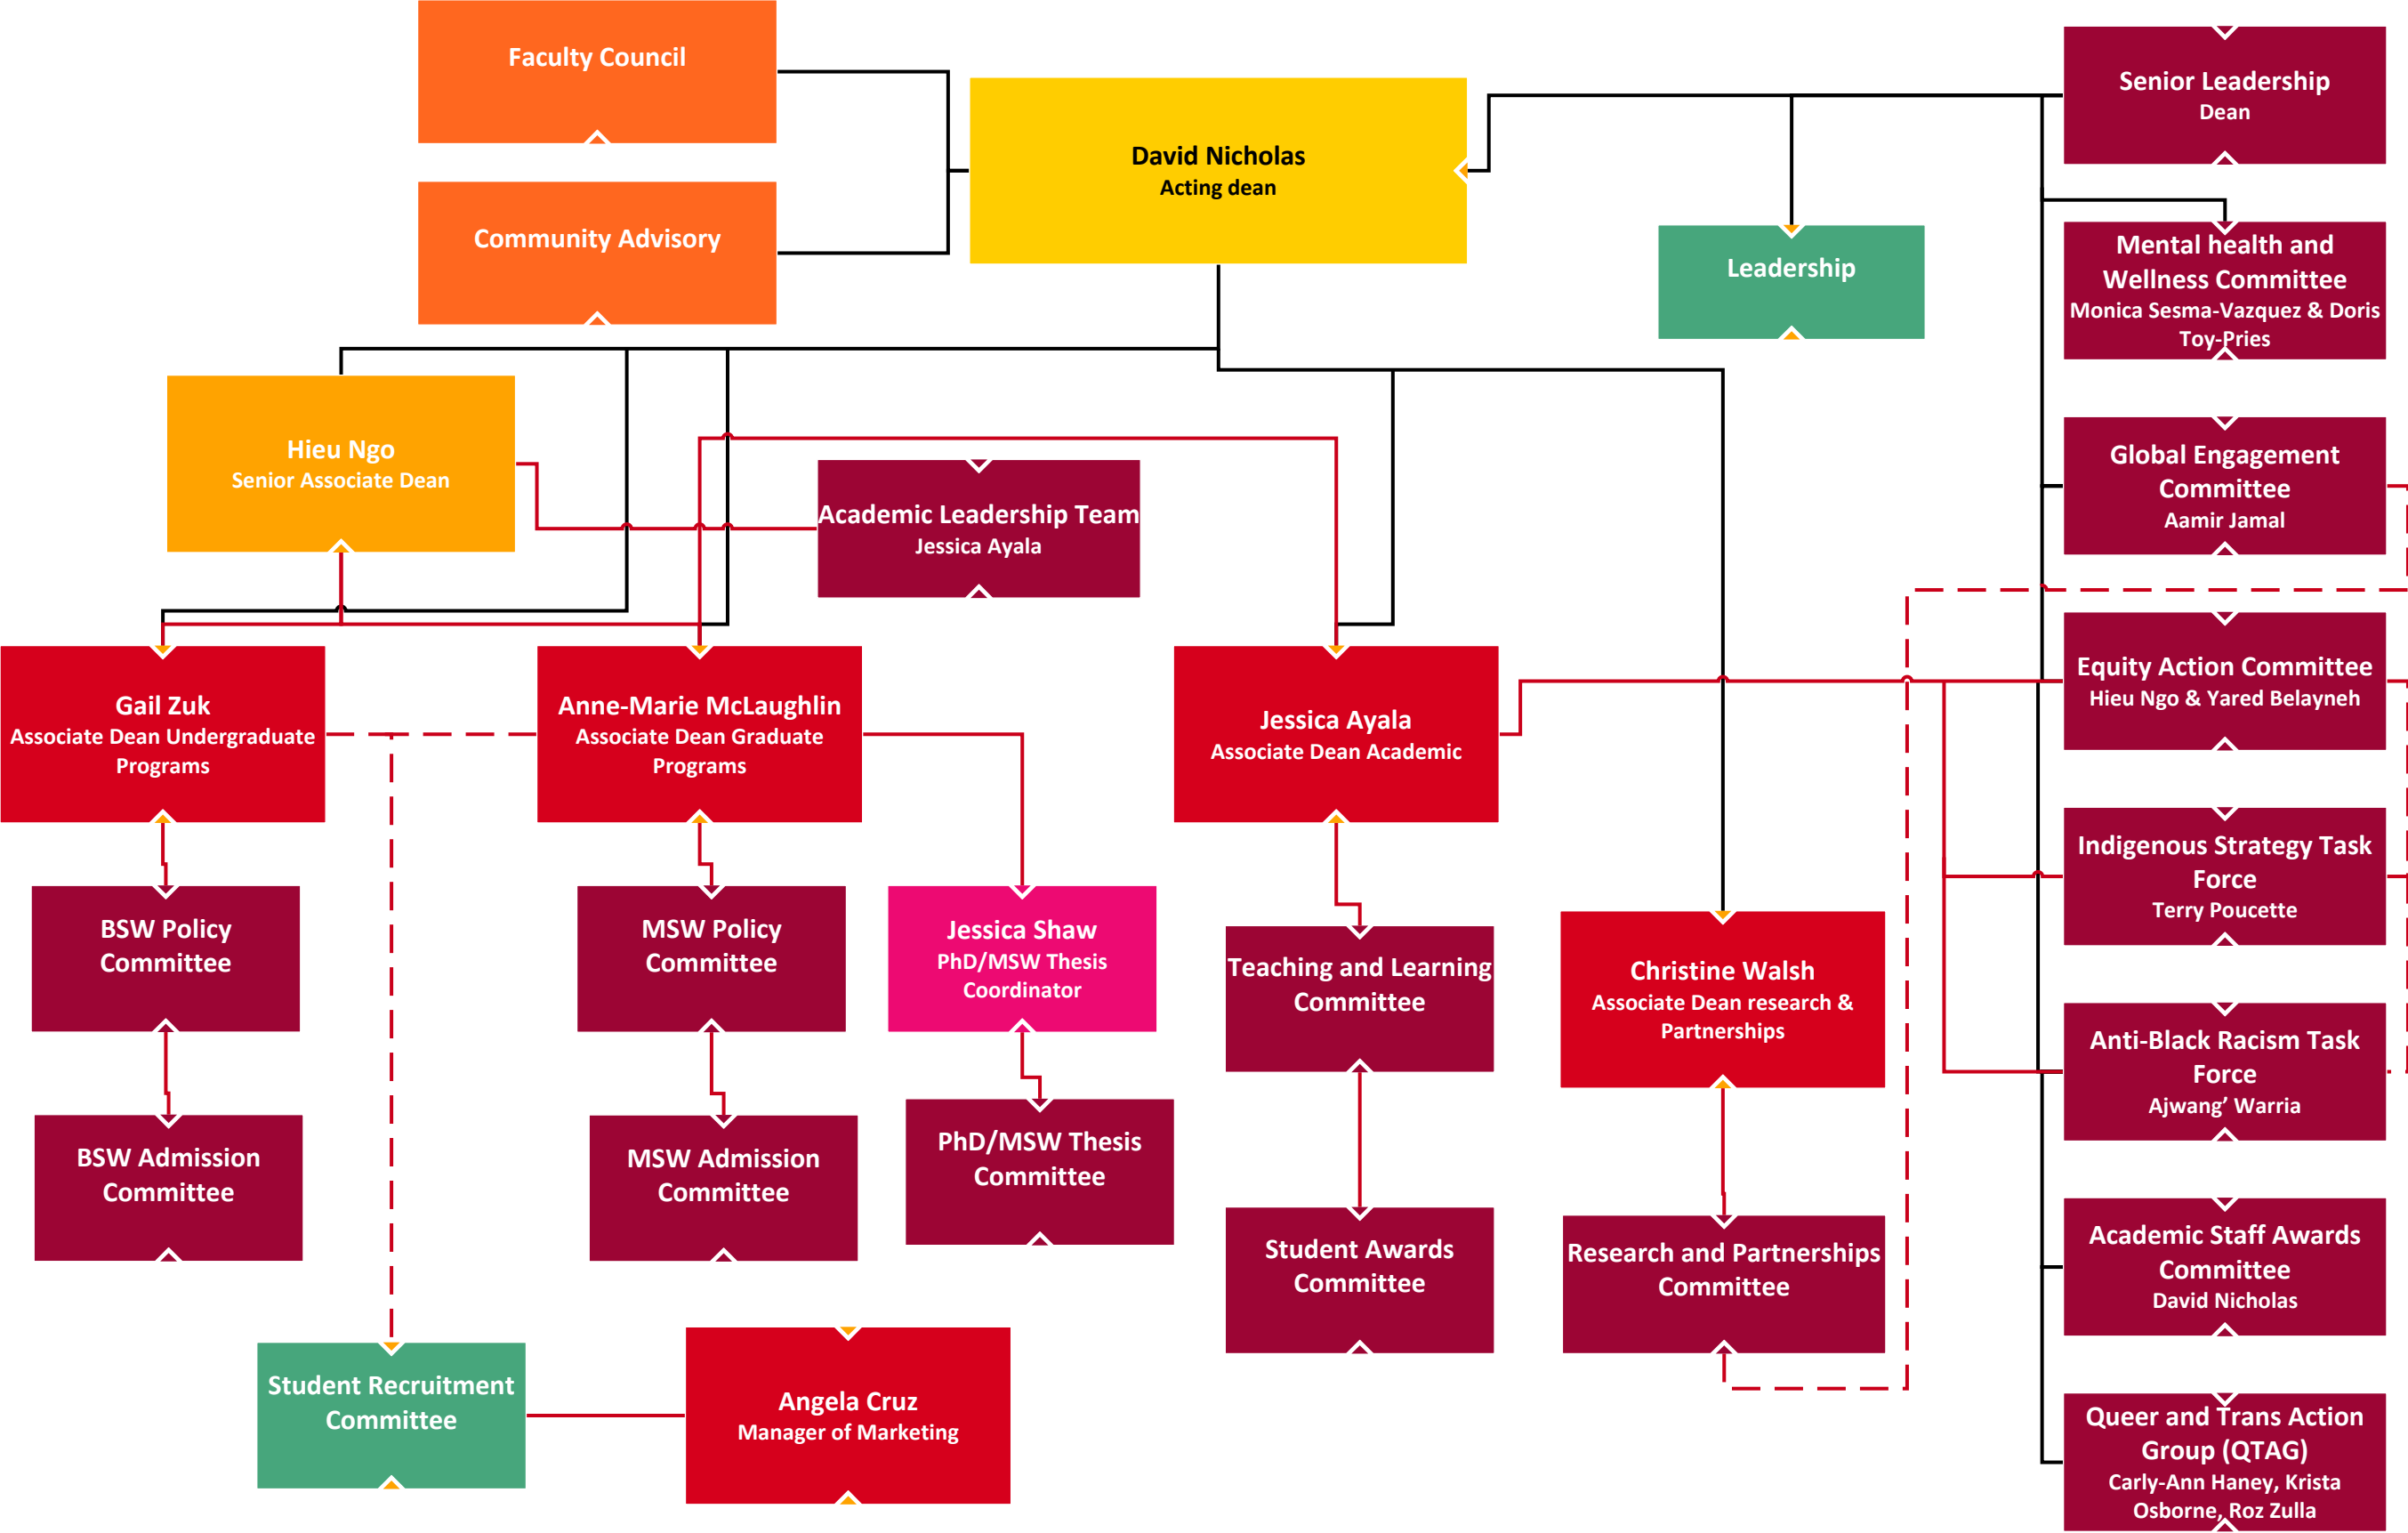 Faculty Council
Community Advisory
David Nicholas
Acting dean
Leadership
Senior Leadership
Dean
Mental health and
Wellness Committee
Monica Sesma-Vazquez & Doris
Toy-Pries
Global Engagement
Committee
Aamir Jamal
Hieu Ngo
Senior Associate Dean
Academic Leadership Team
Jessica Ayala
Equity Action Committee
Hieu Ngo & Yared Belayneh
Gail Zuk
Associate Dean Undergraduate
Programs
Anne-Marie McLaughlin
Associate Dean Graduate
Programs
Jessica Ayala
Associate Dean Academic
Indigenous Strategy Task
Force
Terry Poucette
BSW Policy
Committee
MSW Policy
Committee
Jessica Shaw
PhD/MSW Thesis
Coordinator
Teaching and Learning
Committee
Christine Walsh
Associate Dean research &
Partnerships
Anti-Black Racism Task
Force
Ajwang’ Warria
BSW Admission
Committee
MSW Admission
Committee
PhD/MSW Thesis
Committee
Student Awards
Committee
Research and Partnerships
Committee
Academic Staff Awards
Committee
David Nicholas
Student Recruitment
Committee
Angela Cruz
Manager of Marketing
Queer and Trans Action
Group (QTAG)
Carly-Ann Haney, Krista
Osborne, Roz Zulla